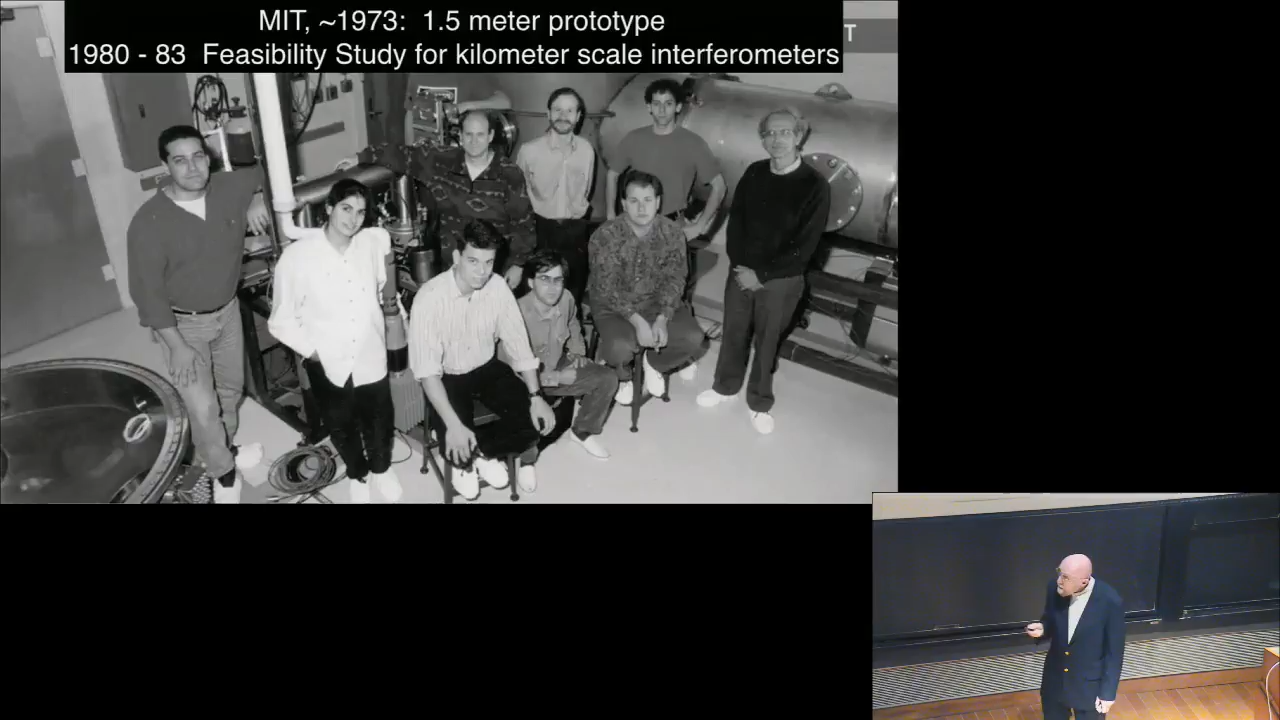 MIT, ~1973: 1.5 meter prototype
1980 - 83 Feasibility Study for kilometer scale interferometers
T